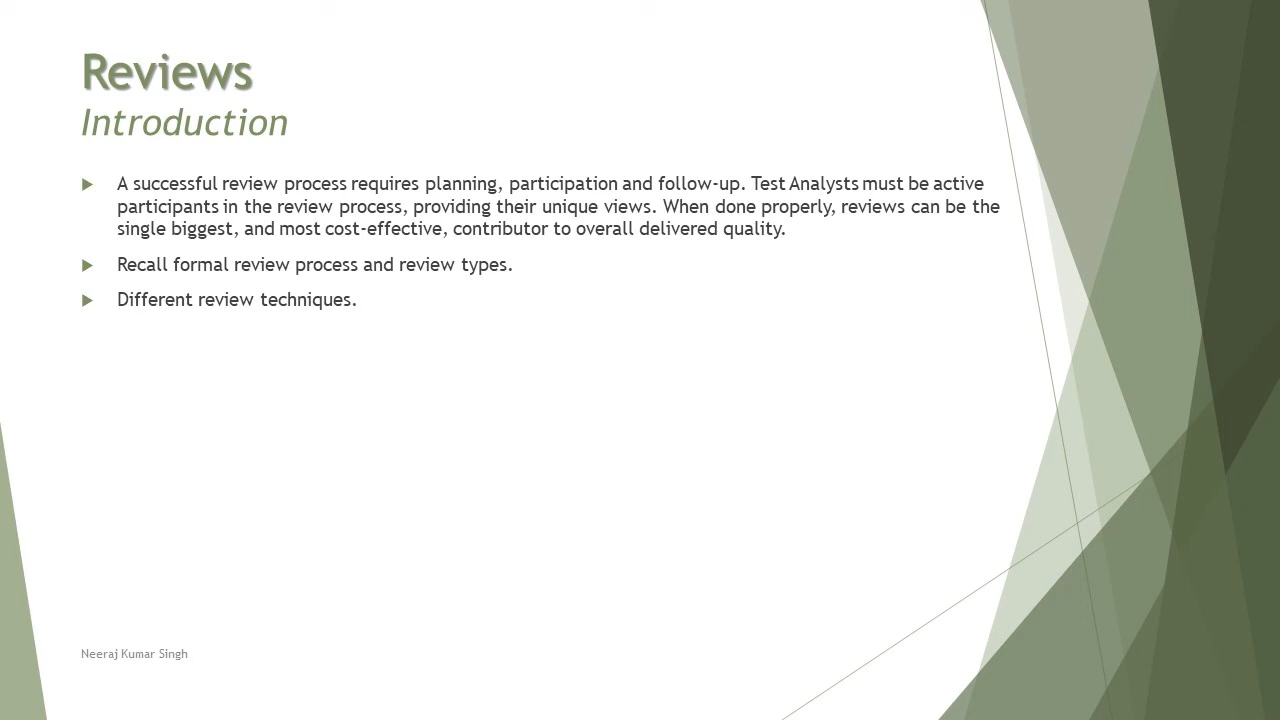 Reviews
Introduction
A successful review process requires planning, participation and follow-up. Test Analysts must be active
participants in the review process, providing their unique views. When done properly, reviews can be the
single biggest, and most cost-effective, contributor to overall delivered quality.
Recall formal review process and review types.
Different review techniques.
Neeraj Kumar Singh